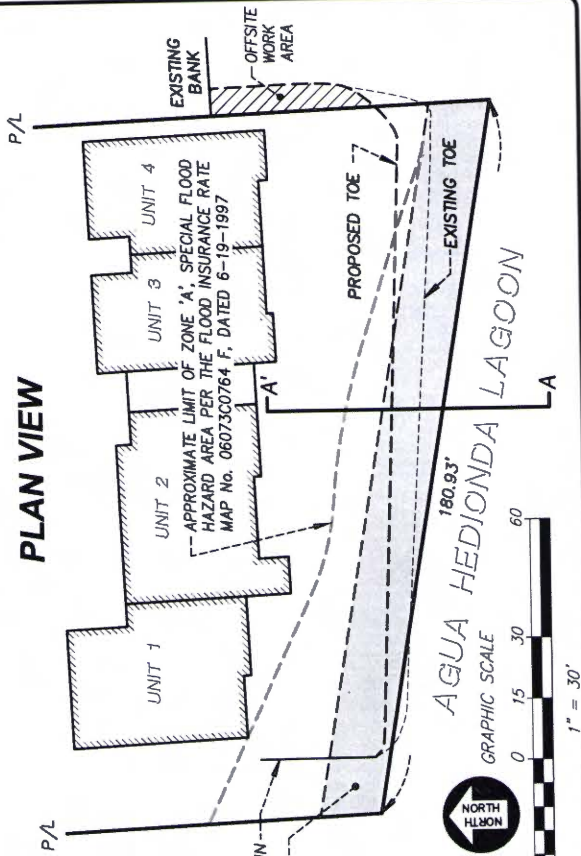 PLAN VIEW
P/L
P/L
EXISTING
BANK
OFFSITE
WORK
AREA
UNIT 1
UNIT 2
UNIT 3
UNIT 4
APPROXIMATE LIMIT OF ZONE 'A', SPECIAL FLOOD
HAZARD AREA PER THE FLOOD INSURANCE RATE
MAP No. 06073C0764 F, DATED 6-19-1997
A'
PROPOSED TOE
EXISTING TOE
IN
180.93'
A
AGUA HEDIONDA LAGOON
NORTH
NORTH
GRAPHIC SCALE
0 15 30 60
1" = 30'